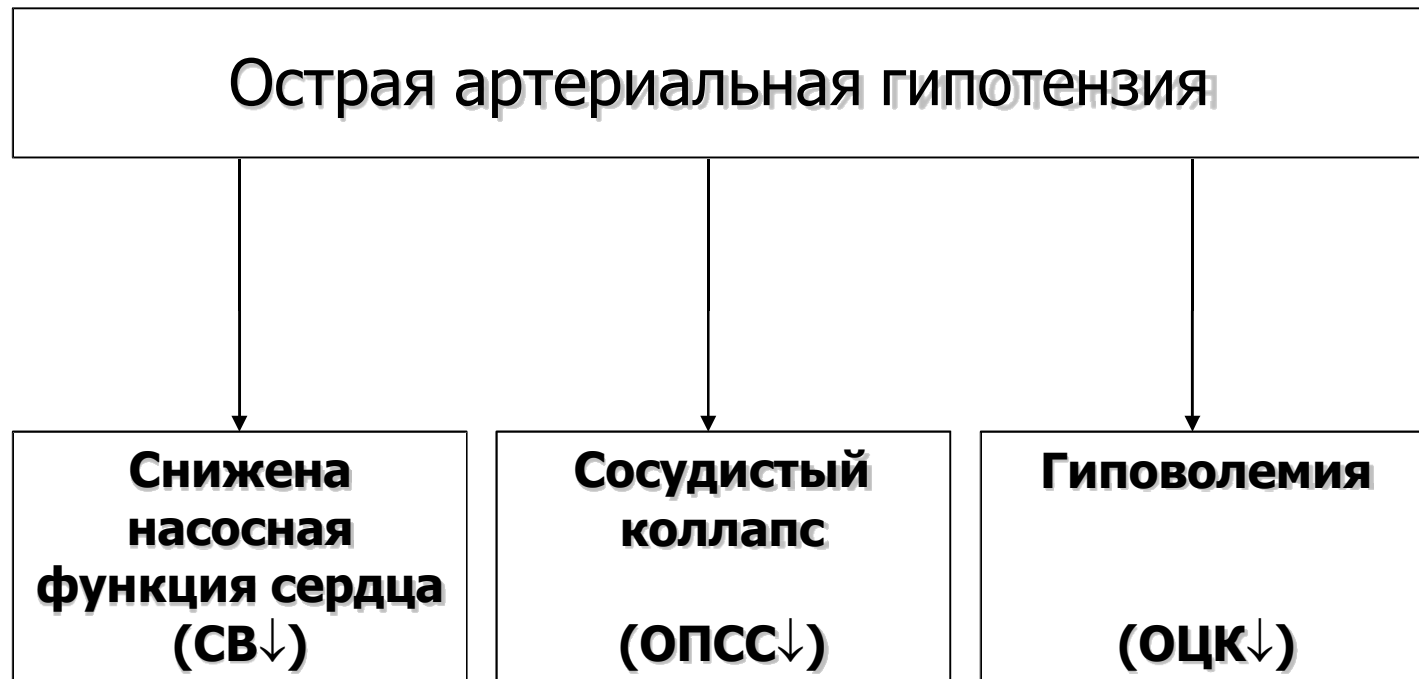 Острая артериальная гипотензия
Снижена
насосная
функция сердца
(СВ↓)
Сосудистый
коллапс
(ОПСС↓)
Гиповолемия
(ОЦК↓)